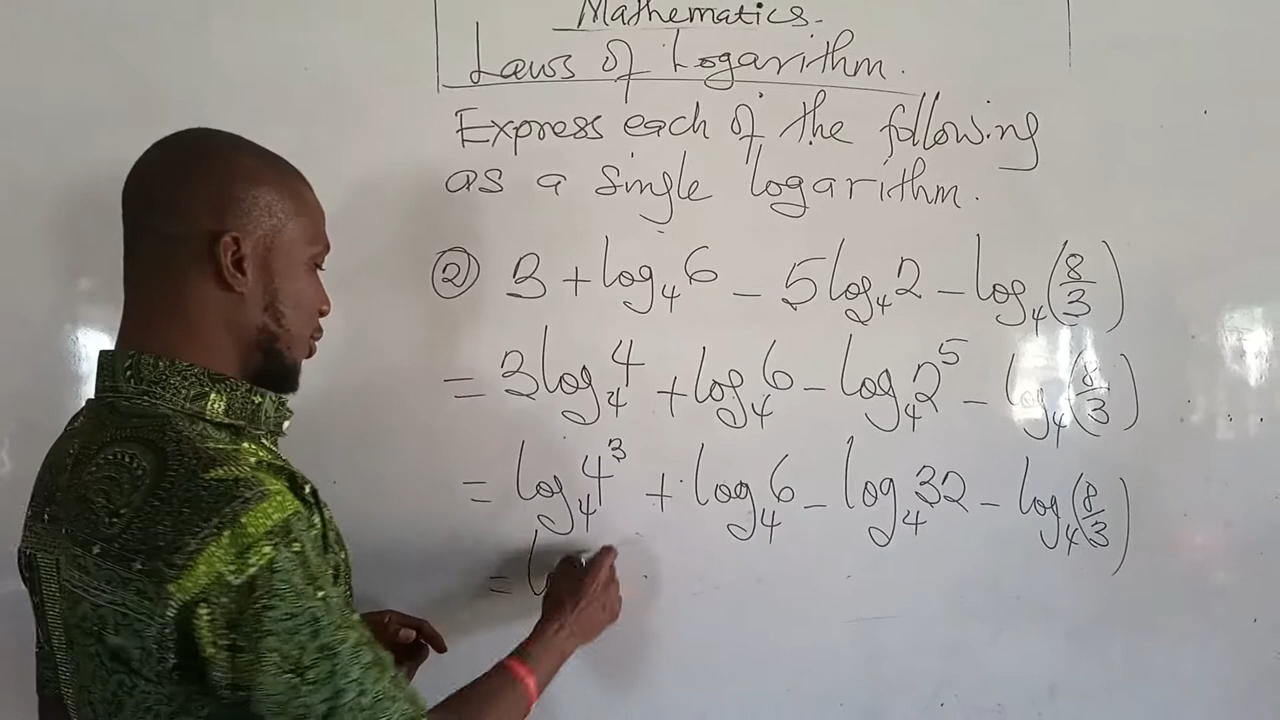 Mathematics.
Laws of Logarithm.
Express each of the following
as a single logarithm.
② 3 + log₄6 - 5log₄2 - log₄(8/3)
= 3log₄4 + log₄6 - log₄2⁵ - log₄(8/3)
= log₄4³ + log₄6 - log₄32 - log₄(8/3)
= l